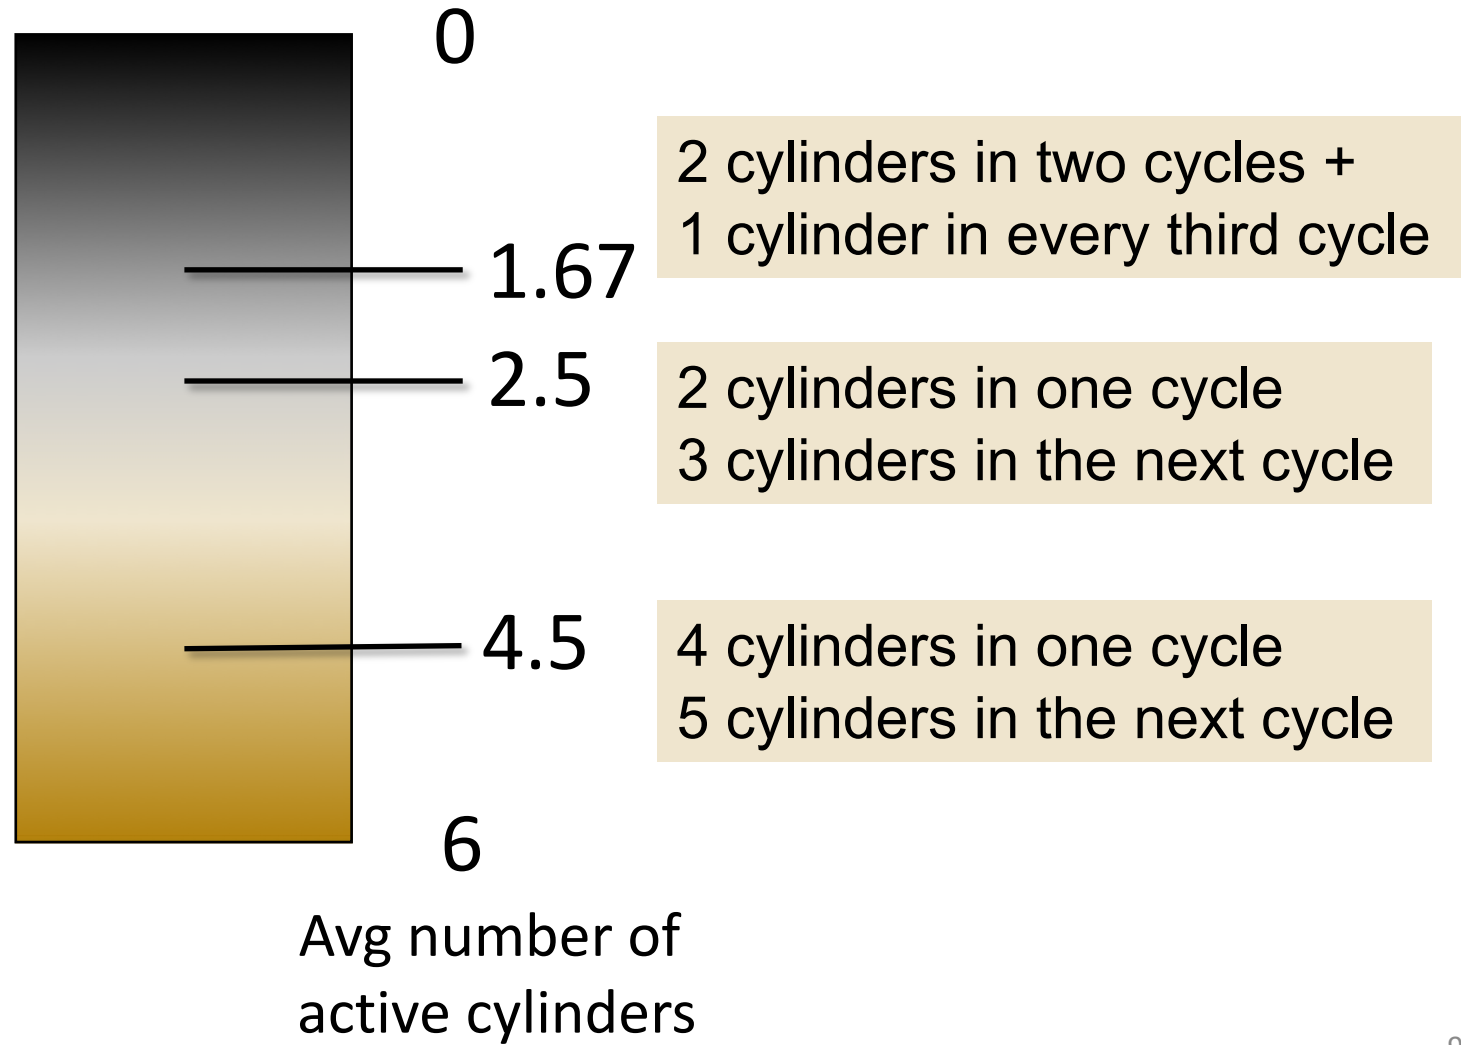 0
2 cylinders in two cycles +
1 cylinder in every third cycle
1.67
2.5
2 cylinders in one cycle
3 cylinders in the next cycle
4.5
4 cylinders in one cycle
5 cylinders in the next cycle
6
Avg number of
active cylinders